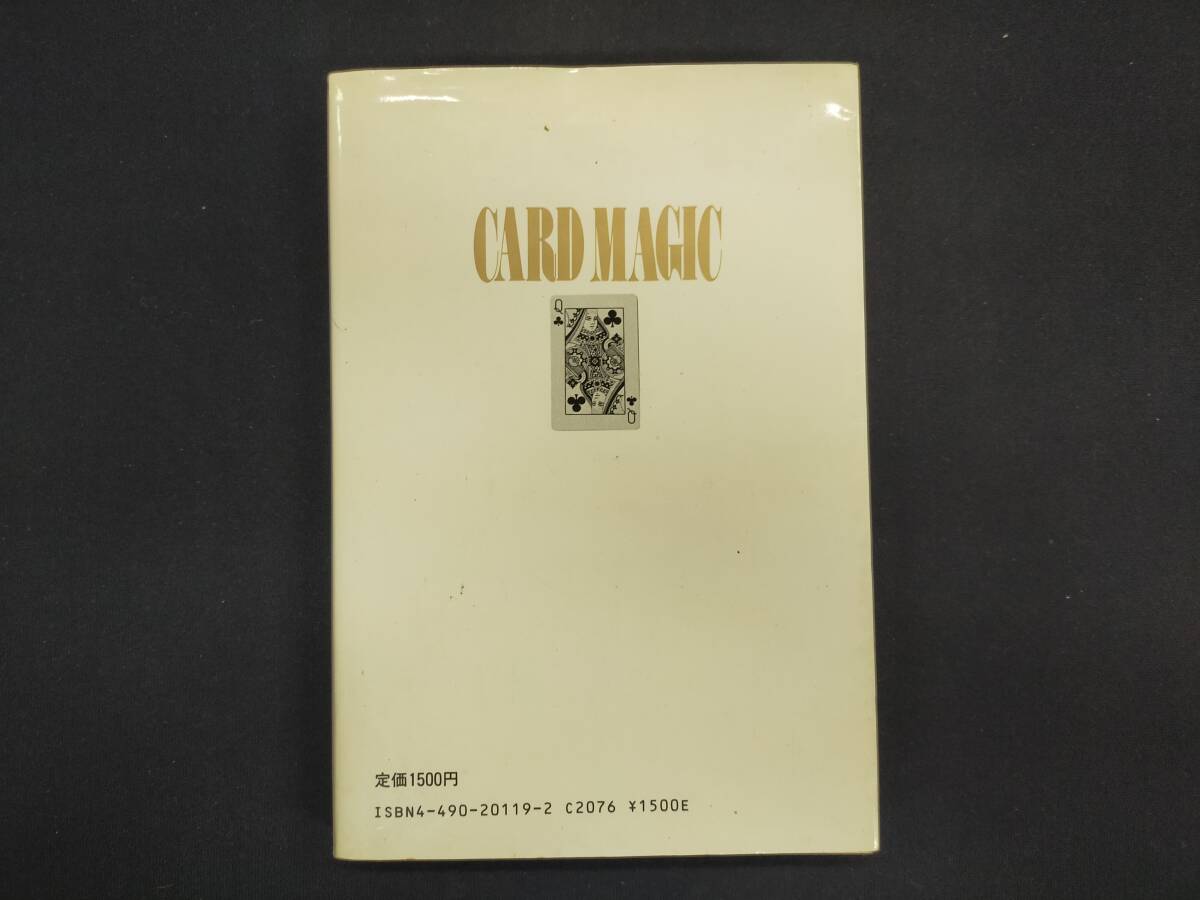 CARD MAGIC
Q
Q
定価1500円
ISBN4-490-20119-2 C2076 ¥1500E